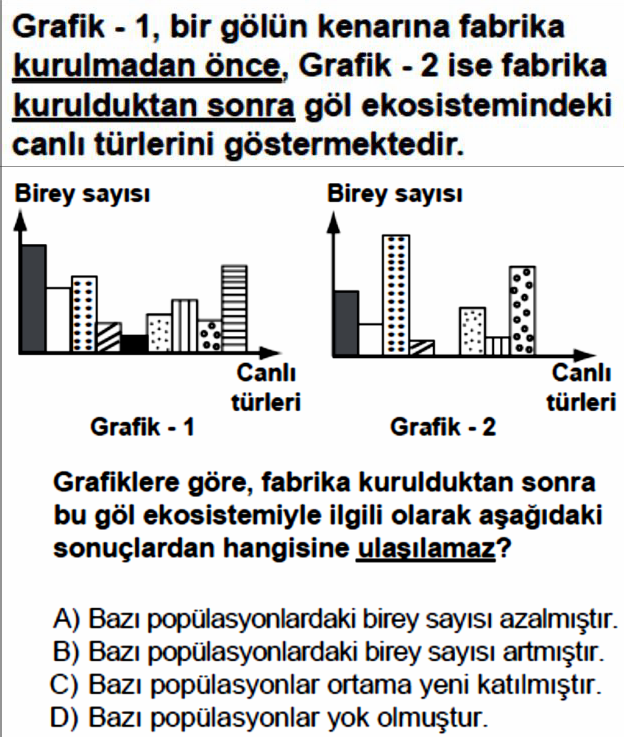 Grafik - 1, bir gölün kenarına fabrika
kurulmadan önce, Grafik - 2 ise fabrika
kurulduktan sonra göl ekosistemindeki
canlı türlerini göstermektedir.
Birey sayısı
Birey sayısı
Canlı
türleri
Canlı
türleri
Grafik - 1
Grafik - 2
Grafiklere göre, fabrika kurulduktan sonra
bu göl ekosistemiyle ilgili olarak aşağıdaki
sonuçlardan hangisine ulaşılamaz?
A) Bazı popülasyonlardaki birey sayısı azalmıştır.
B) Bazı popülasyonlardaki birey sayısı artmıştır.
C) Bazı popülasyonlar ortama yeni katılmıştır.
D) Bazı popülasyonlar yok olmuştur.